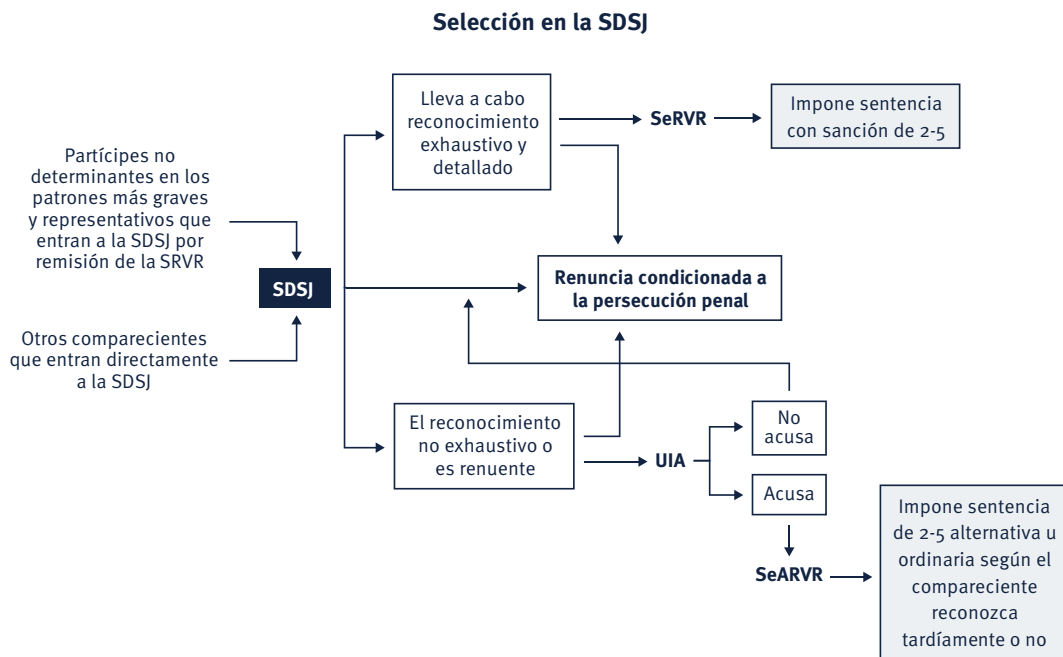 Selección en la SDSJ
Lleva a cabo
reconocimiento
exhaustivo y
detallado
SeRVR
Impone sentencia
con sanción de 2-5
Partícipes no
determinantes en los
patrones más graves
y representativos que
entran a la SDSJ por
remisión de la SRVR
SDSJ
Renuncia condicionada a
la persecución penal
Otros comparecientes
que entran directamente
a la SDSJ
El reconocimiento
no exhaustivo o
es renuente
UIA
No
acusa
Acusa
SeARVR
Impone sentencia
de 2-5 alternativa u
ordinaria según el
compareciente
reconozca
tardíamente o no